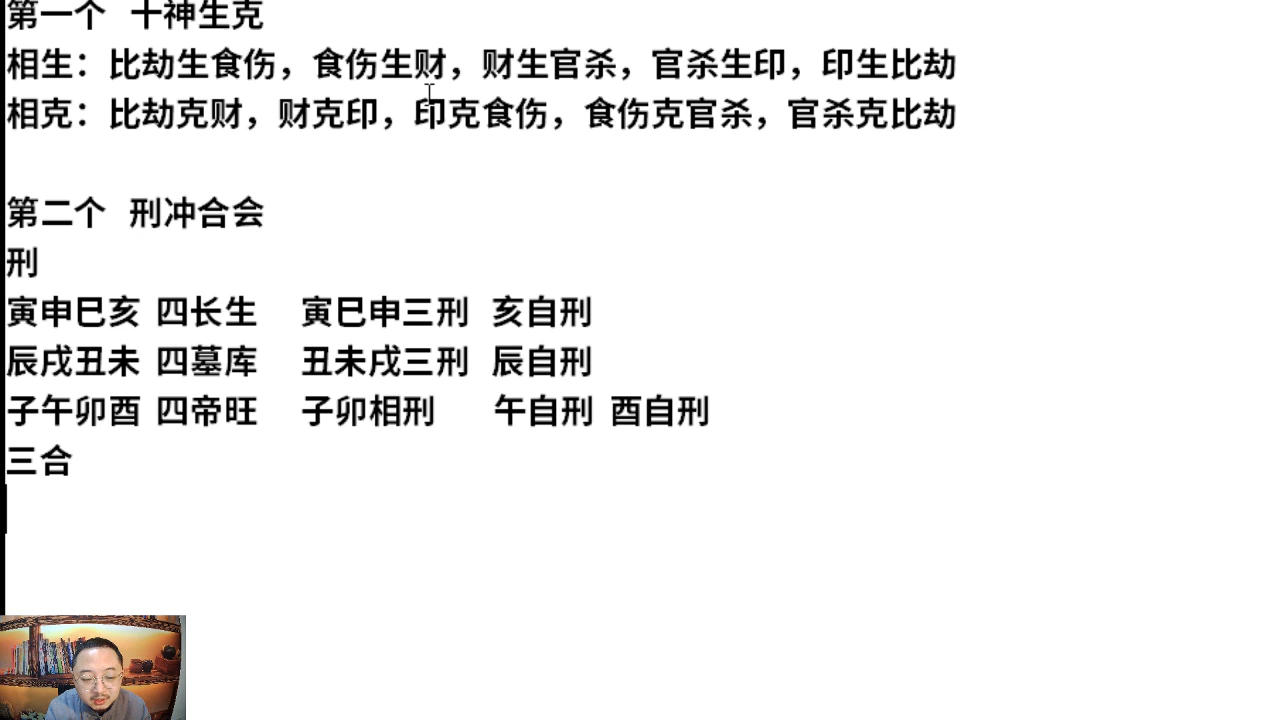 第一个 十神生克
相生：比劫生食伤，食伤生财，财生官杀，官杀生印，印生比劫
相克：比劫克财，财克印，印克食伤，食伤克官杀，官杀克比劫
第二个 刑冲合会
刑
寅申巳亥 四长生 寅巳申三刑 亥自刑
辰戌丑未 四墓库 丑未戌三刑 辰自刑
子午卯酉 四帝旺 子卯相刑 午自刑 酉自刑
三合